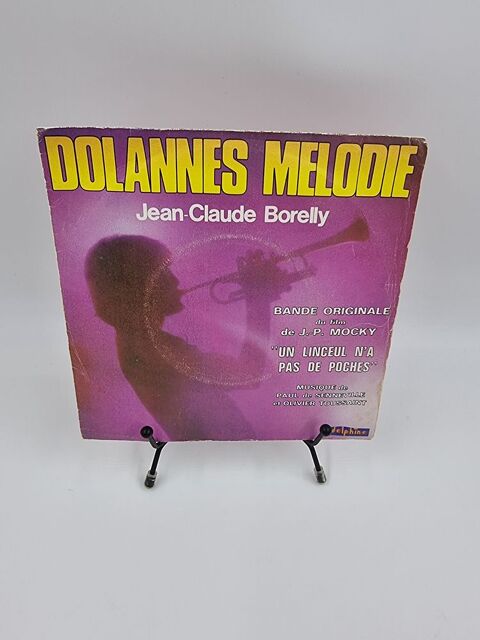 DOLANNES MELODIE
Jean-Claude Borelly
BANDE ORIGINALE
du film
de J.-P. MOCKY
"UN LINCEUL N'A
PAS DE POCHES"
MUSIQUE de
PAUL de SENNEVILLE
et OLIVIER TOUSSAINT
delphine